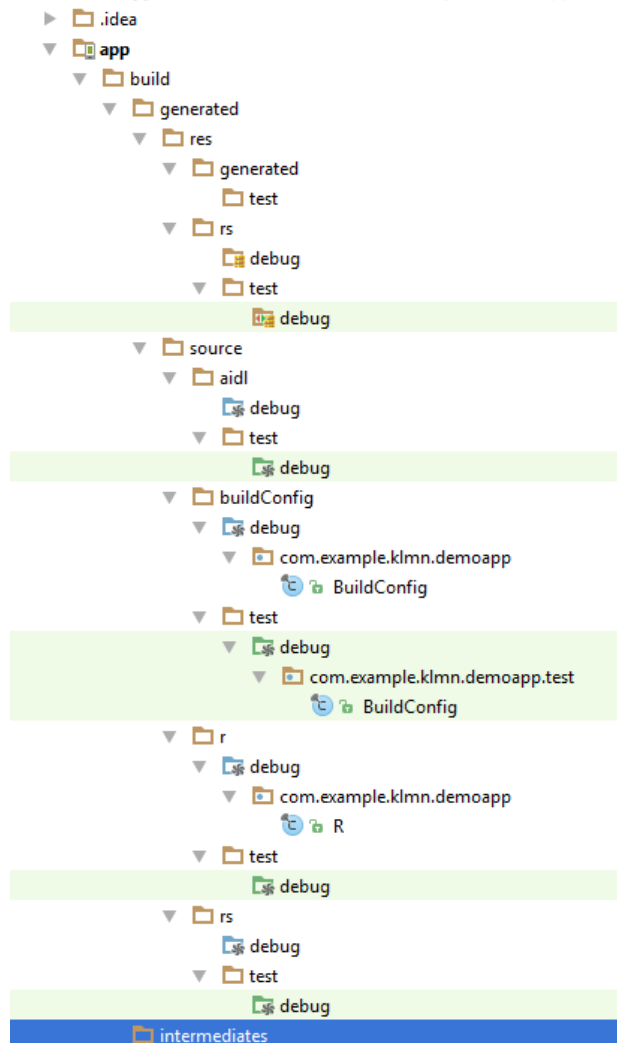 .idea
app
build
generated
res
generated
test
rs
debug
test
debug
source
aidl
debug
test
debug
buildConfig
debug
com.example.klmn.demoapp
BuildConfig
test
debug
com.example.klmn.demoapp.test
BuildConfig
r
debug
com.example.klmn.demoapp
R
test
debug
rs
debug
test
debug
intermediates